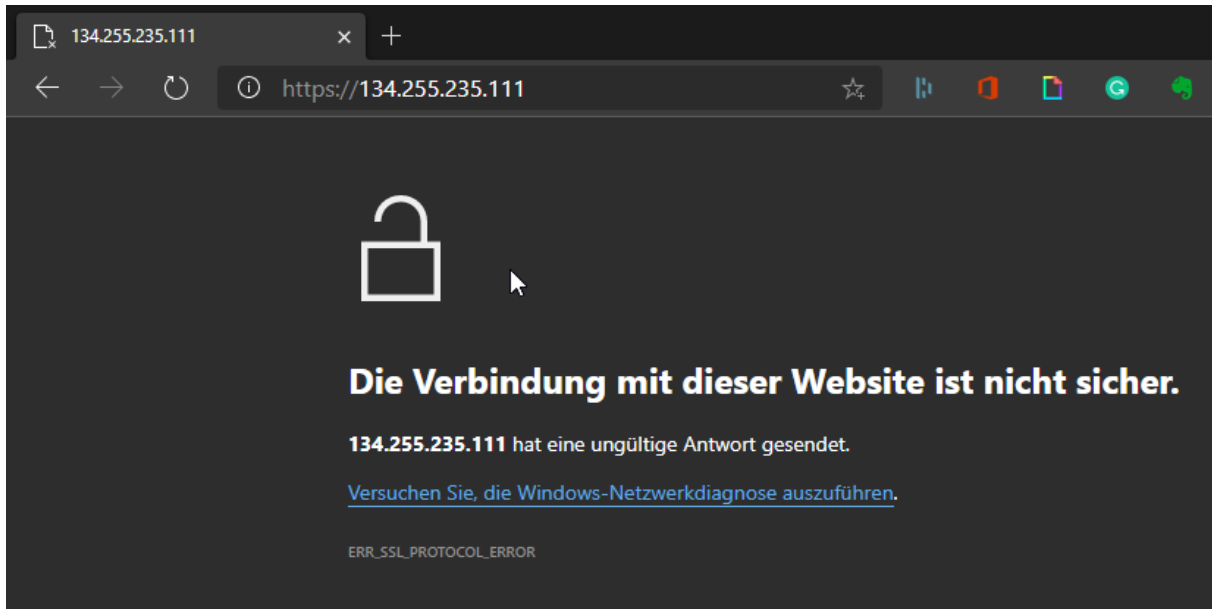 134.255.235.111
https://134.255.235.111
Die Verbindung mit dieser Website ist nicht sicher.
134.255.235.111 hat eine ungültige Antwort gesendet.
Versuchen Sie, die Windows-Netzwerkdiagnose auszuführen.
ERR_SSL_PROTOCOL_ERROR